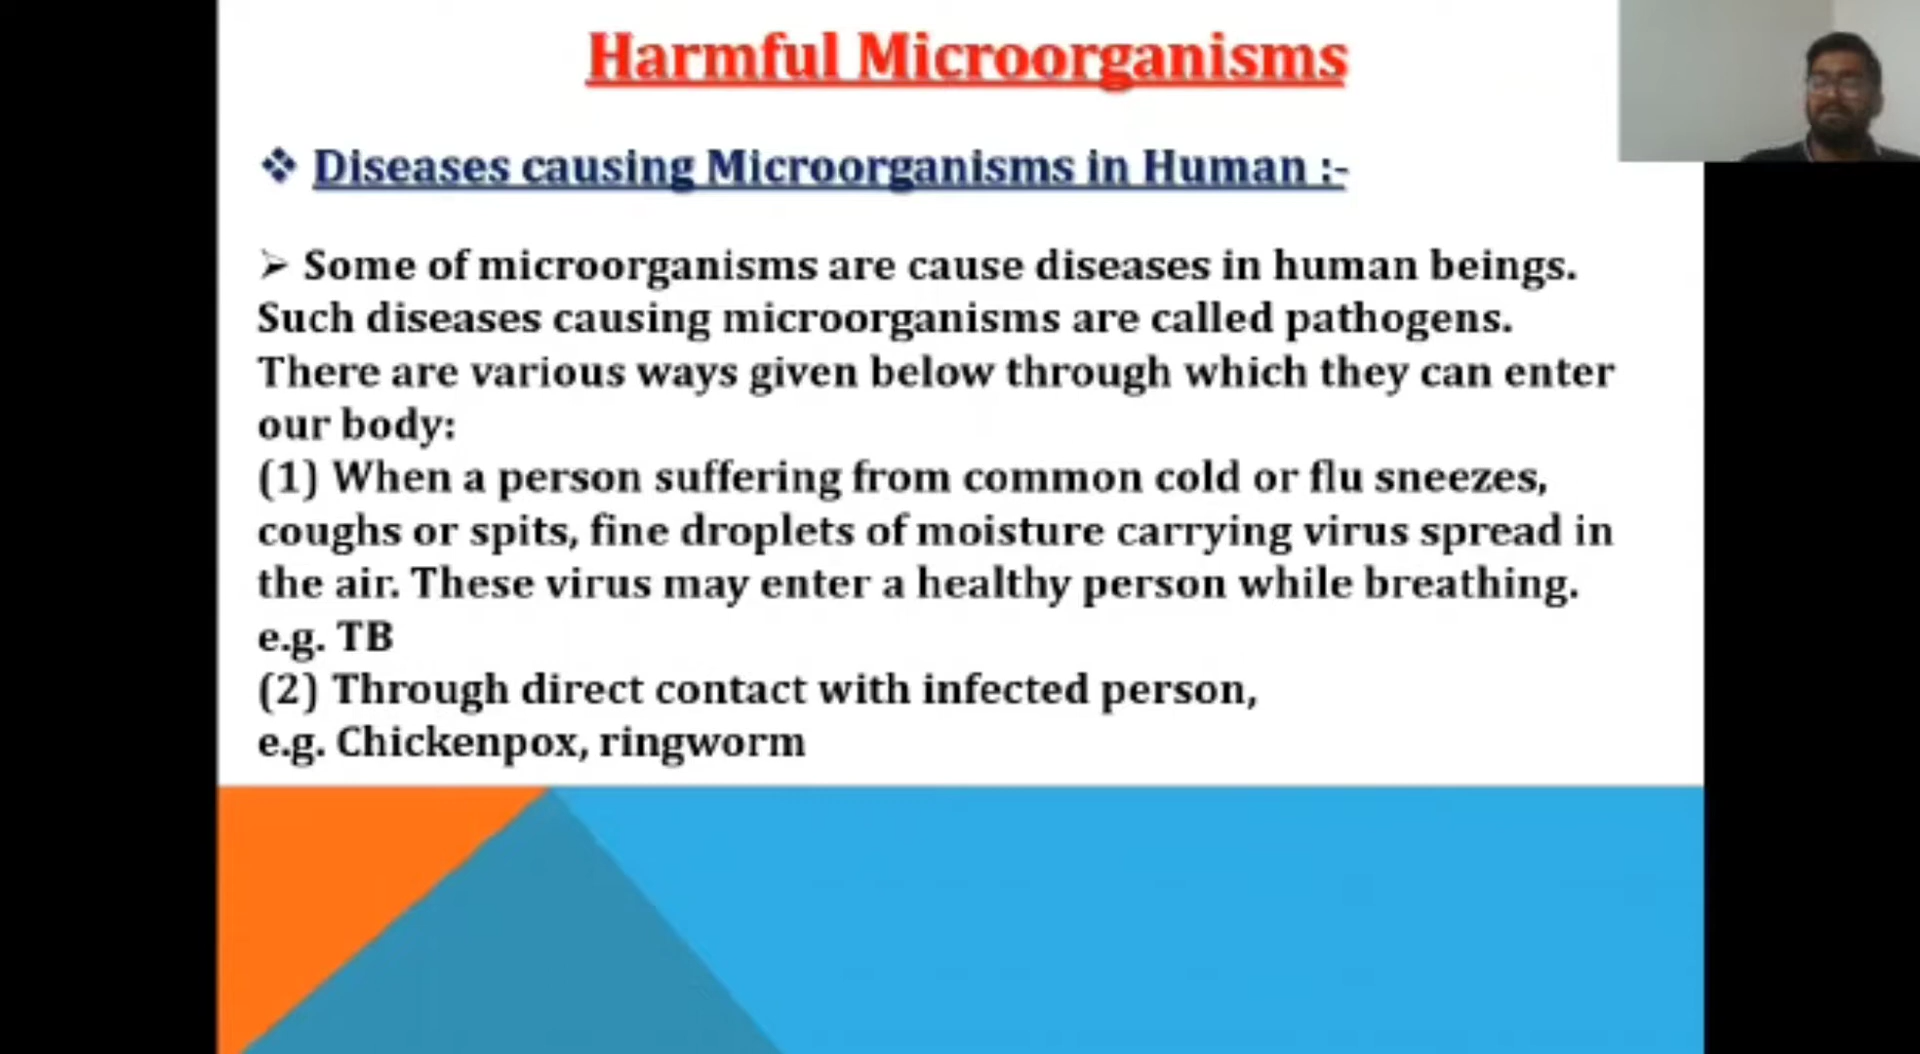 Harmful Microorganisms
❖ Diseases causing Microorganisms in Human :-
➢ Some of microorganisms are cause diseases in human beings.
Such diseases causing microorganisms are called pathogens.
There are various ways given below through which they can enter
our body:
(1) When a person suffering from common cold or flu sneezes,
coughs or spits, fine droplets of moisture carrying virus spread in
the air. These virus may enter a healthy person while breathing.
e.g. TB
(2) Through direct contact with infected person,
e.g. Chickenpox, ringworm